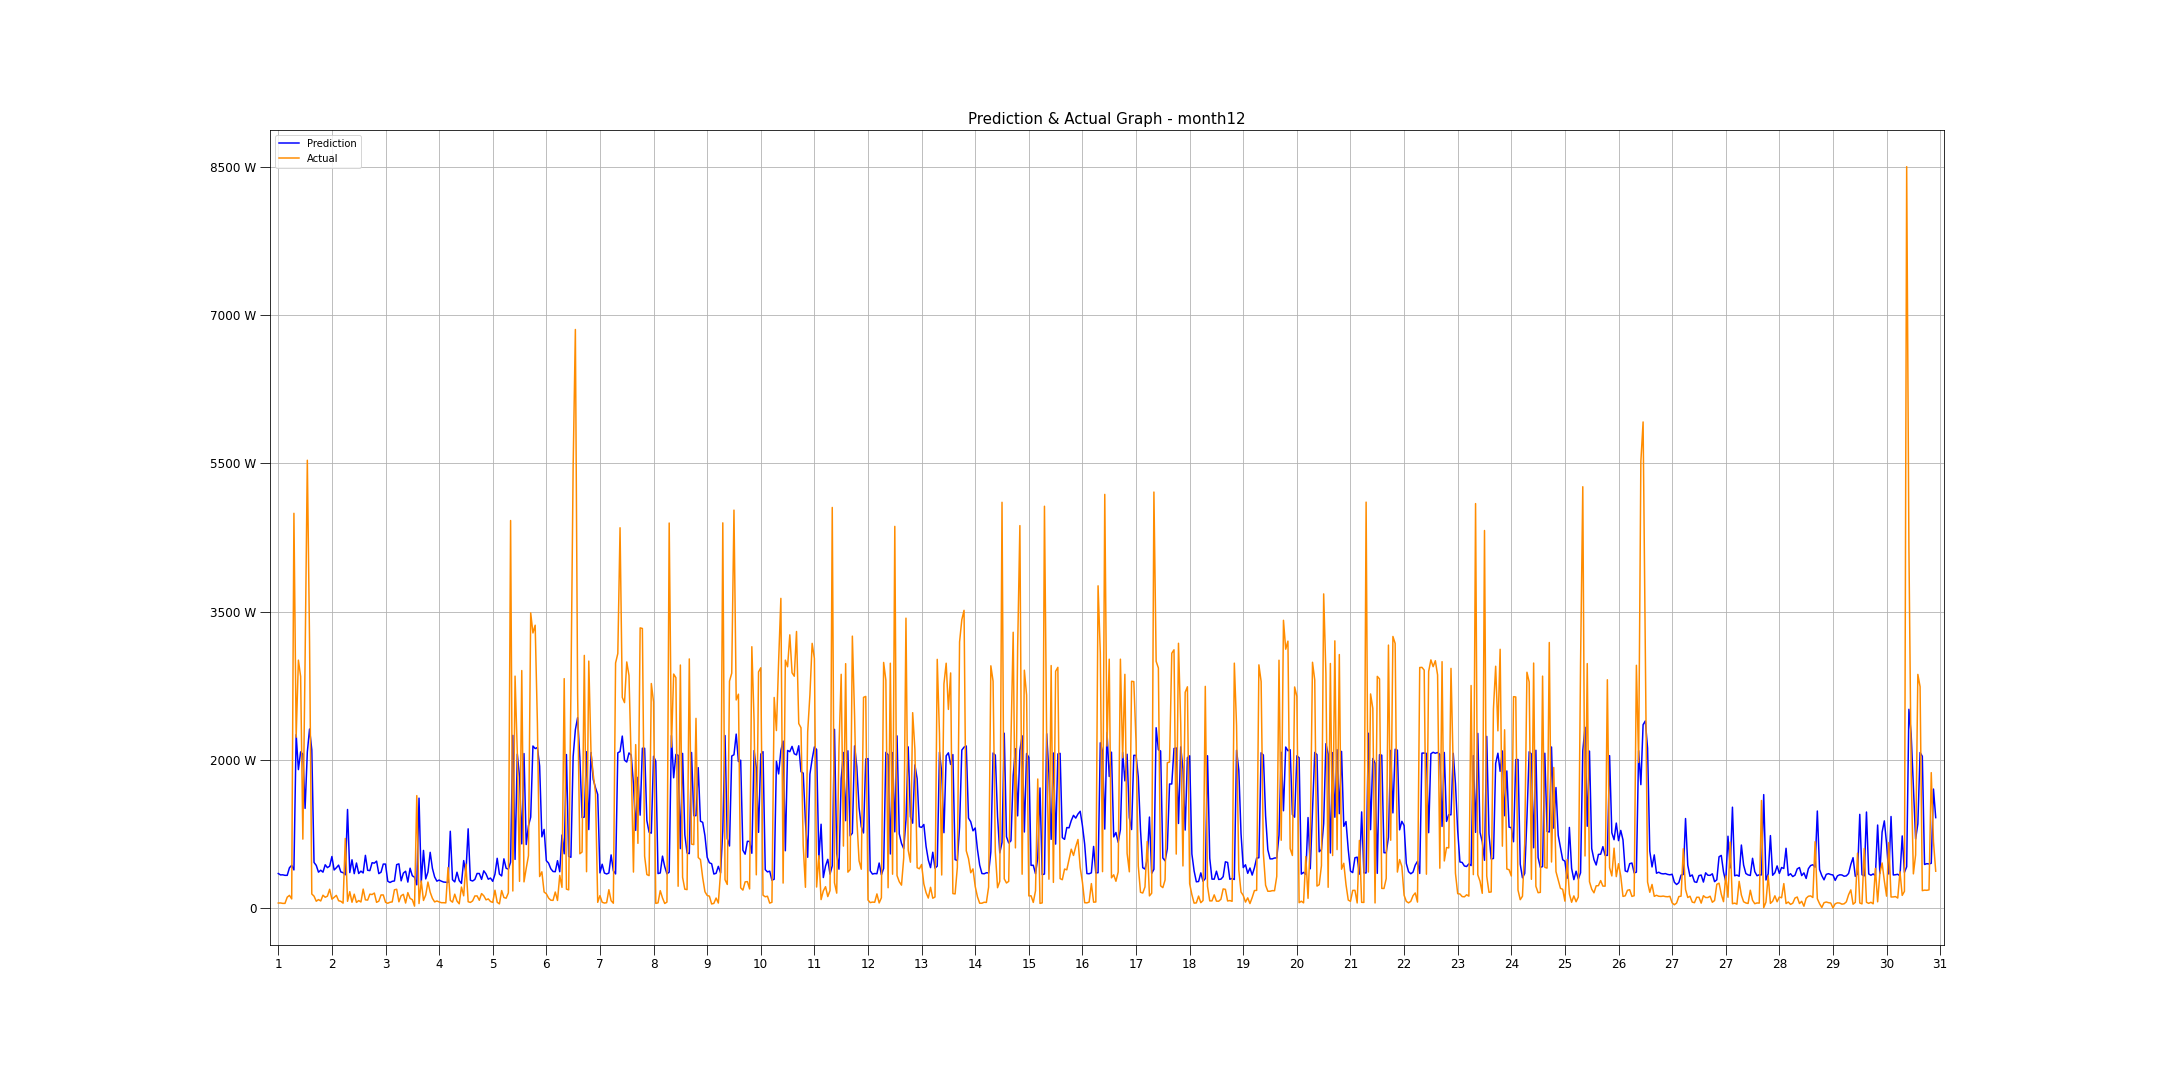 Prediction & Actual Graph - month12
Prediction
Actual
8500 W
7000 W
5500 W
3500 W
2000 W
0
1 2 3 4 5 6 7 8 9 10 11 12 13 14 15 16 17 18 19 20 21 22 23 24 25 26 27 27 28 29 30 31